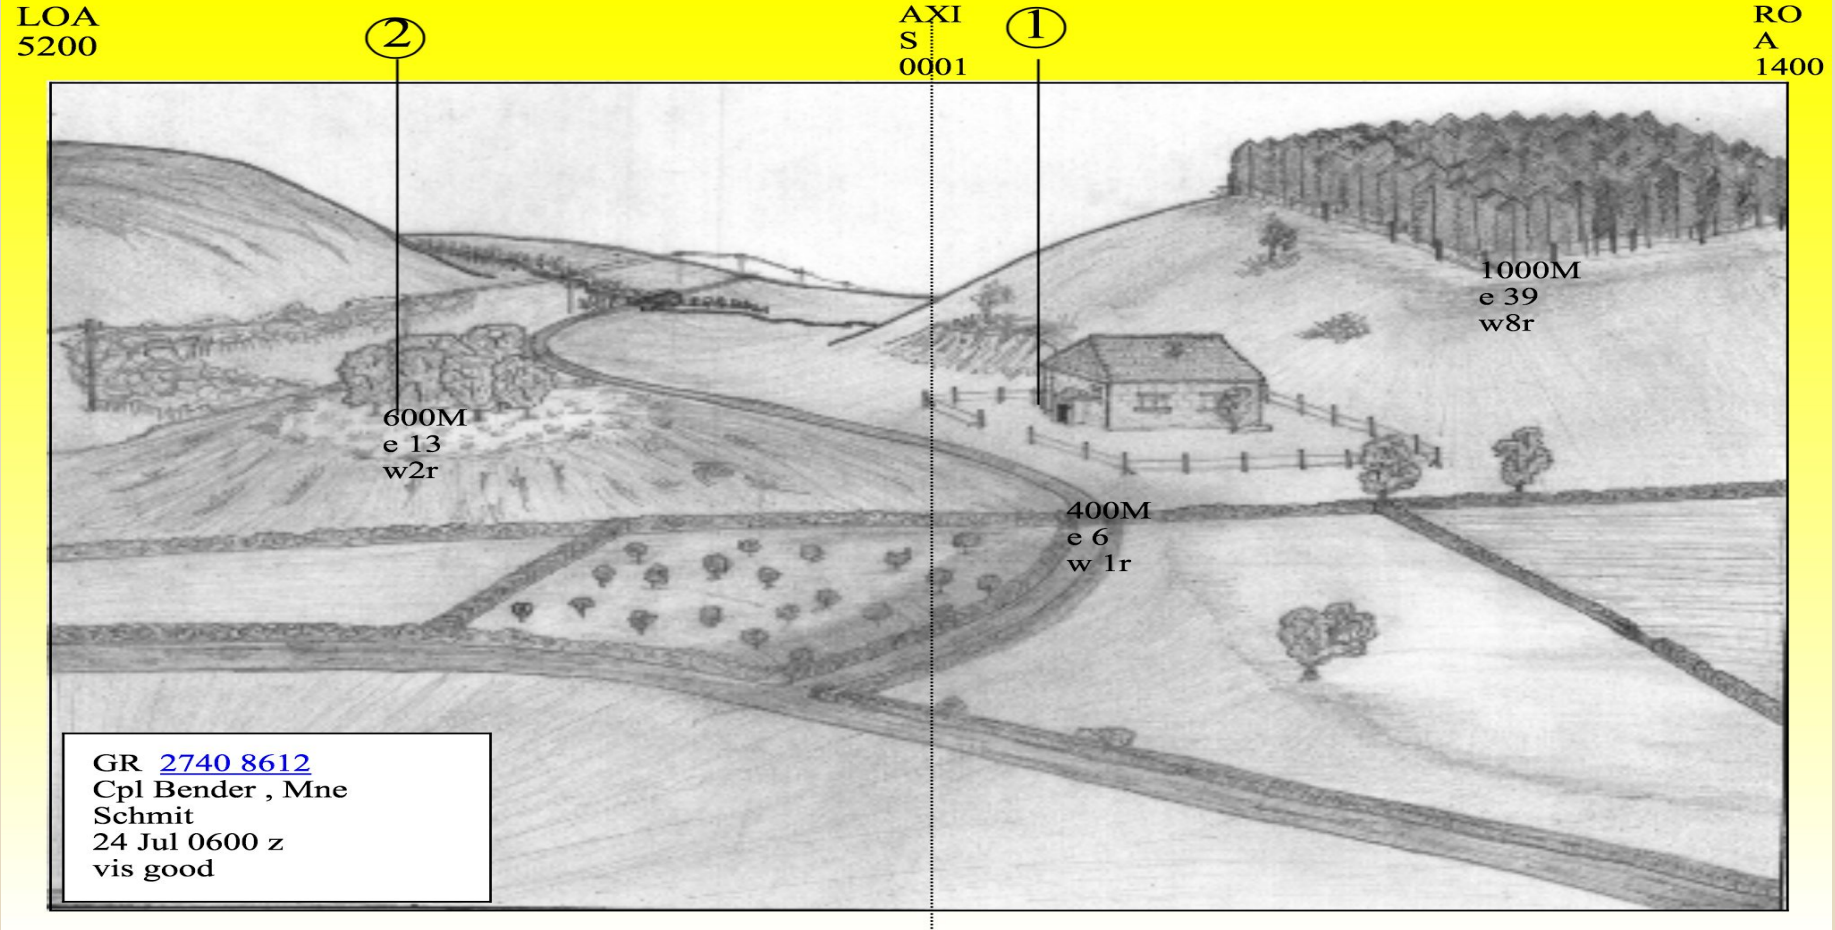 LOA
5200
2
AXI
S
0001
1
RO
A
1400
1000M
e 39
w8r
600M
e 13
w2r
400M
e 6
w 1r
GR 2740 8612
Cpl Bender , Mne
Schmit
24 Jul 0600 z
vis good